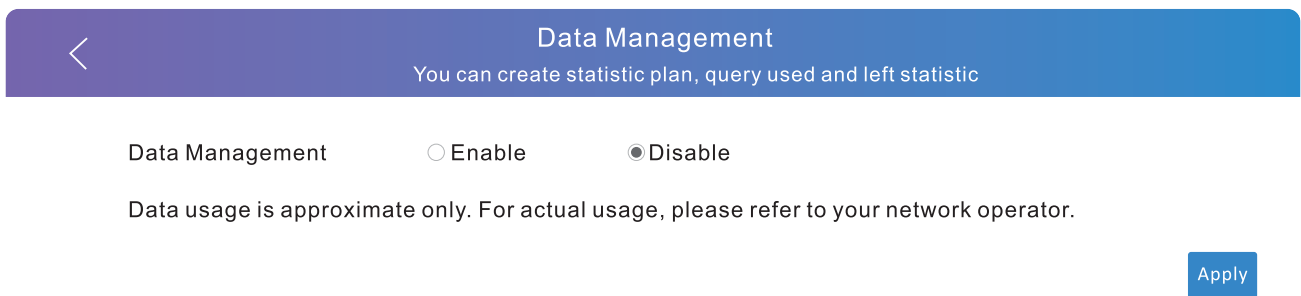 Data Management
You can create statistic plan, query used and left statistic
Data Management Enable Disable
Data usage is approximate only. For actual usage, please refer to your network operator.
Apply